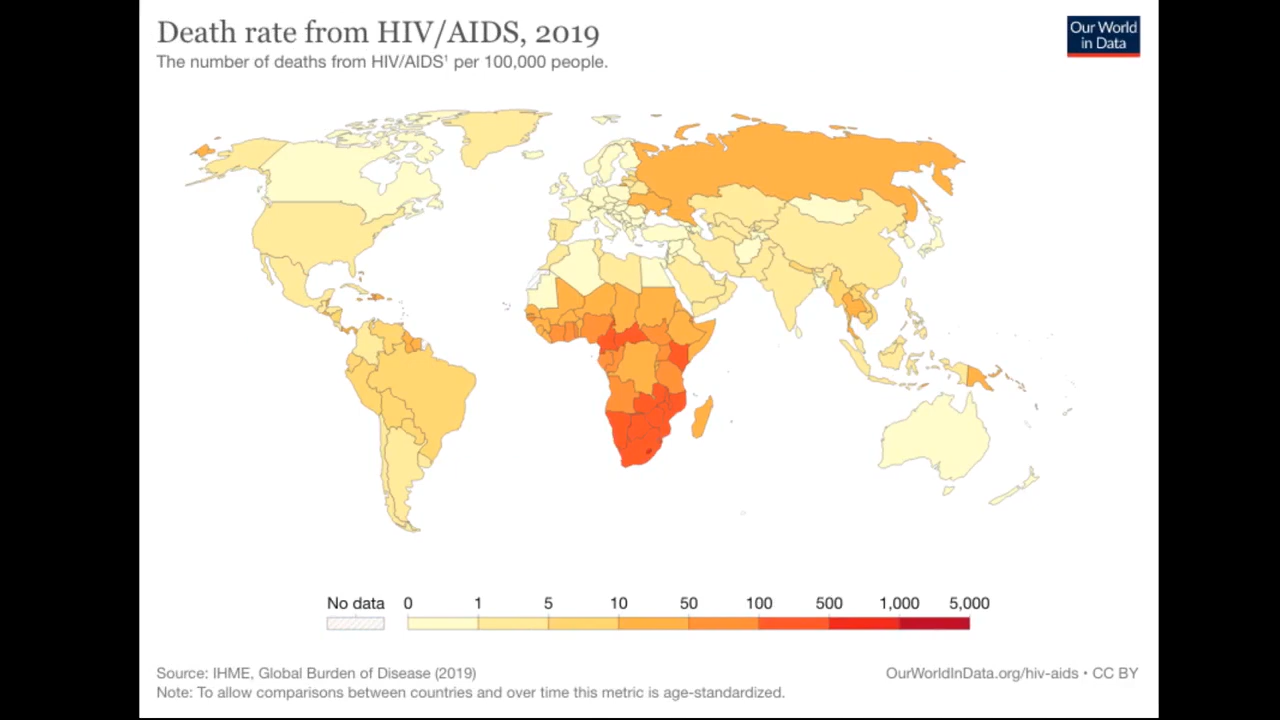 Death rate from HIV/AIDS, 2019
The number of deaths from HIV/AIDS¹ per 100,000 people.
Our World
in Data
No data 0 1 5 10 50 100 500 1,000 5,000
Source: IHME, Global Burden of Disease (2019)
OurWorldInData.org/hiv-aids • CC BY
Note: To allow comparisons between countries and over time this metric is age-standardized.